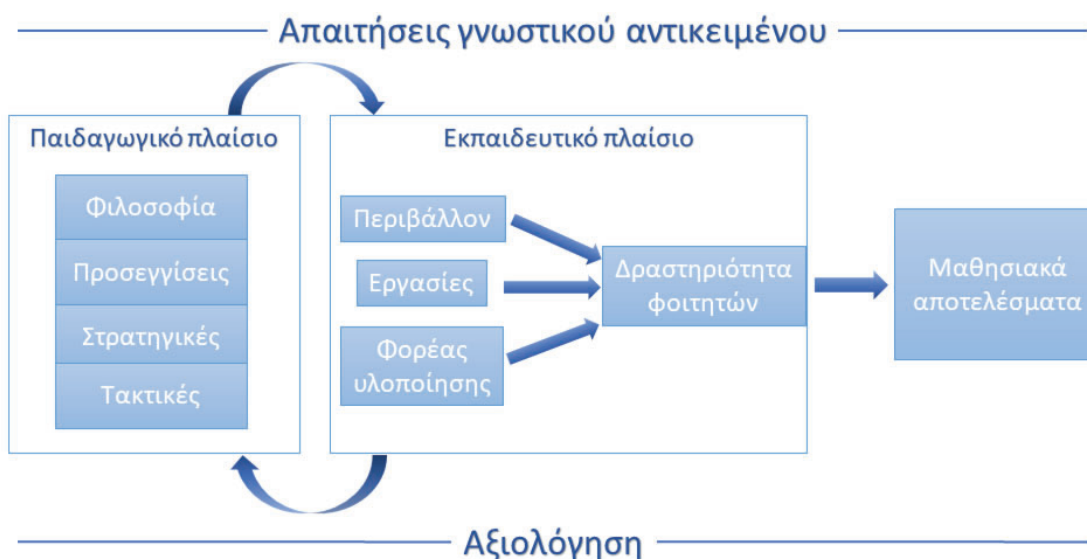 Απαιτήσεις γνωστικού αντικειμένου
Παιδαγωγικό πλαίσιο
Φιλοσοφία
Προσεγγίσεις
Στρατηγικές
Τακτικές
Εκπαιδευτικό πλαίσιο
Περιβάλλον
Εργασίες
Φορέας
υλοποίησης
Δραστηριότητα
φοιτητών
Μαθησιακά
αποτελέσματα
Αξιολόγηση